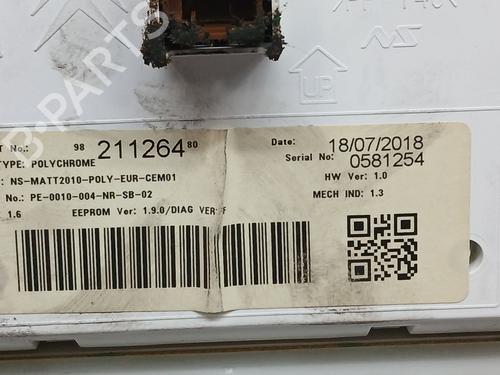 UP
T No.: 98 211264 80
Date: 18/07/2018
TYPE: POLYCHROME
Serial No: 0581254
: NS-MATT2010-POLY-EUR-CEM01
HW Ver: 1.0
No.: PE-0010-004-NR-SB-02
MECH IND: 1.3
1.6 EEPROM Ver: 1.9.0/DIAG VER:F
B-PARTS